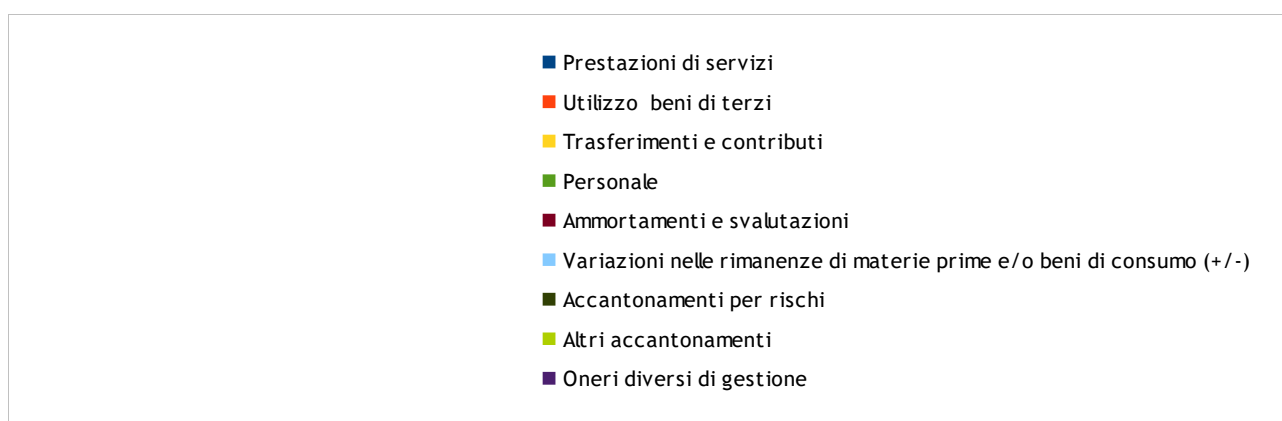 Prestazioni di servizi
Utilizzo beni di terzi
Trasferimenti e contributi
Personale
Ammortamenti e svalutazioni
Variazioni nelle rimanenze di materie prime e/o beni di consumo (+/-)
Accantonamenti per rischi
Altri accantonamenti
Oneri diversi di gestione